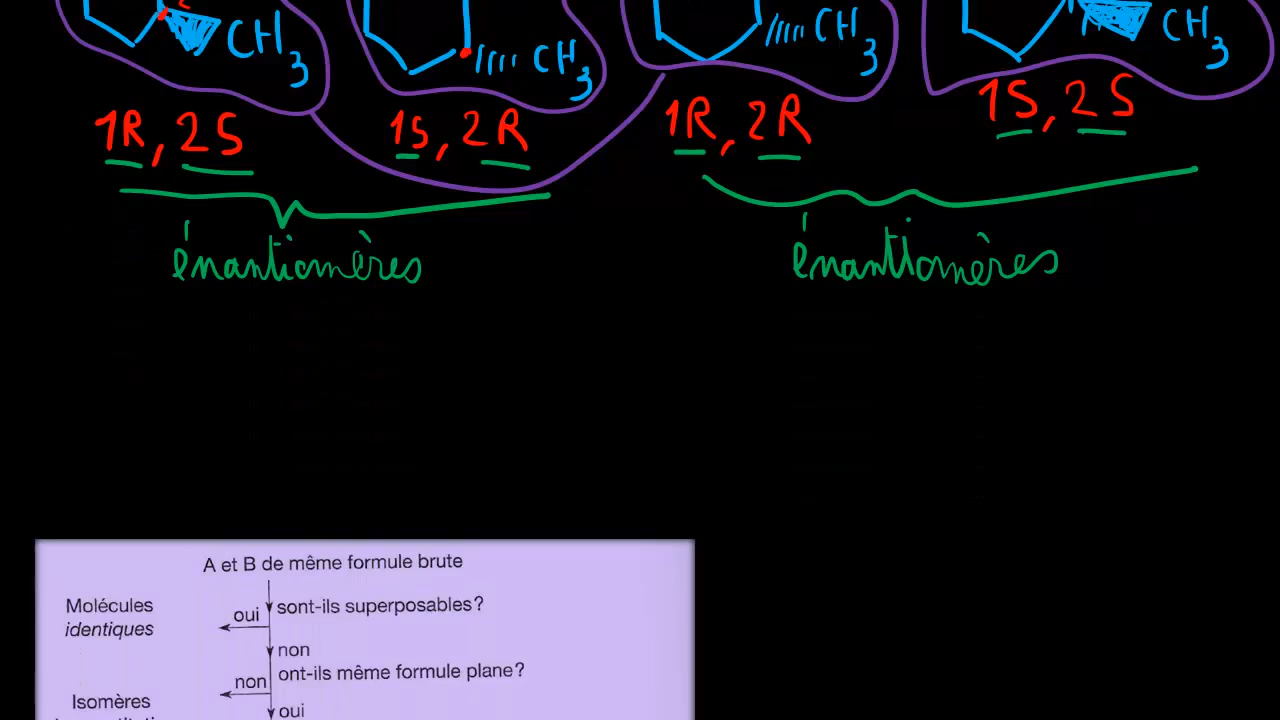 2
CH3 CH3 CH3 CH3
1R, 2S 1S, 2R 1R, 2R 1S, 2S
énantiomères énantiomères
A et B de même formule brute
Molécules
identiques
oui
sont-ils superposables ?
non
ont-ils même formule plane ?
non
Isomères
oui